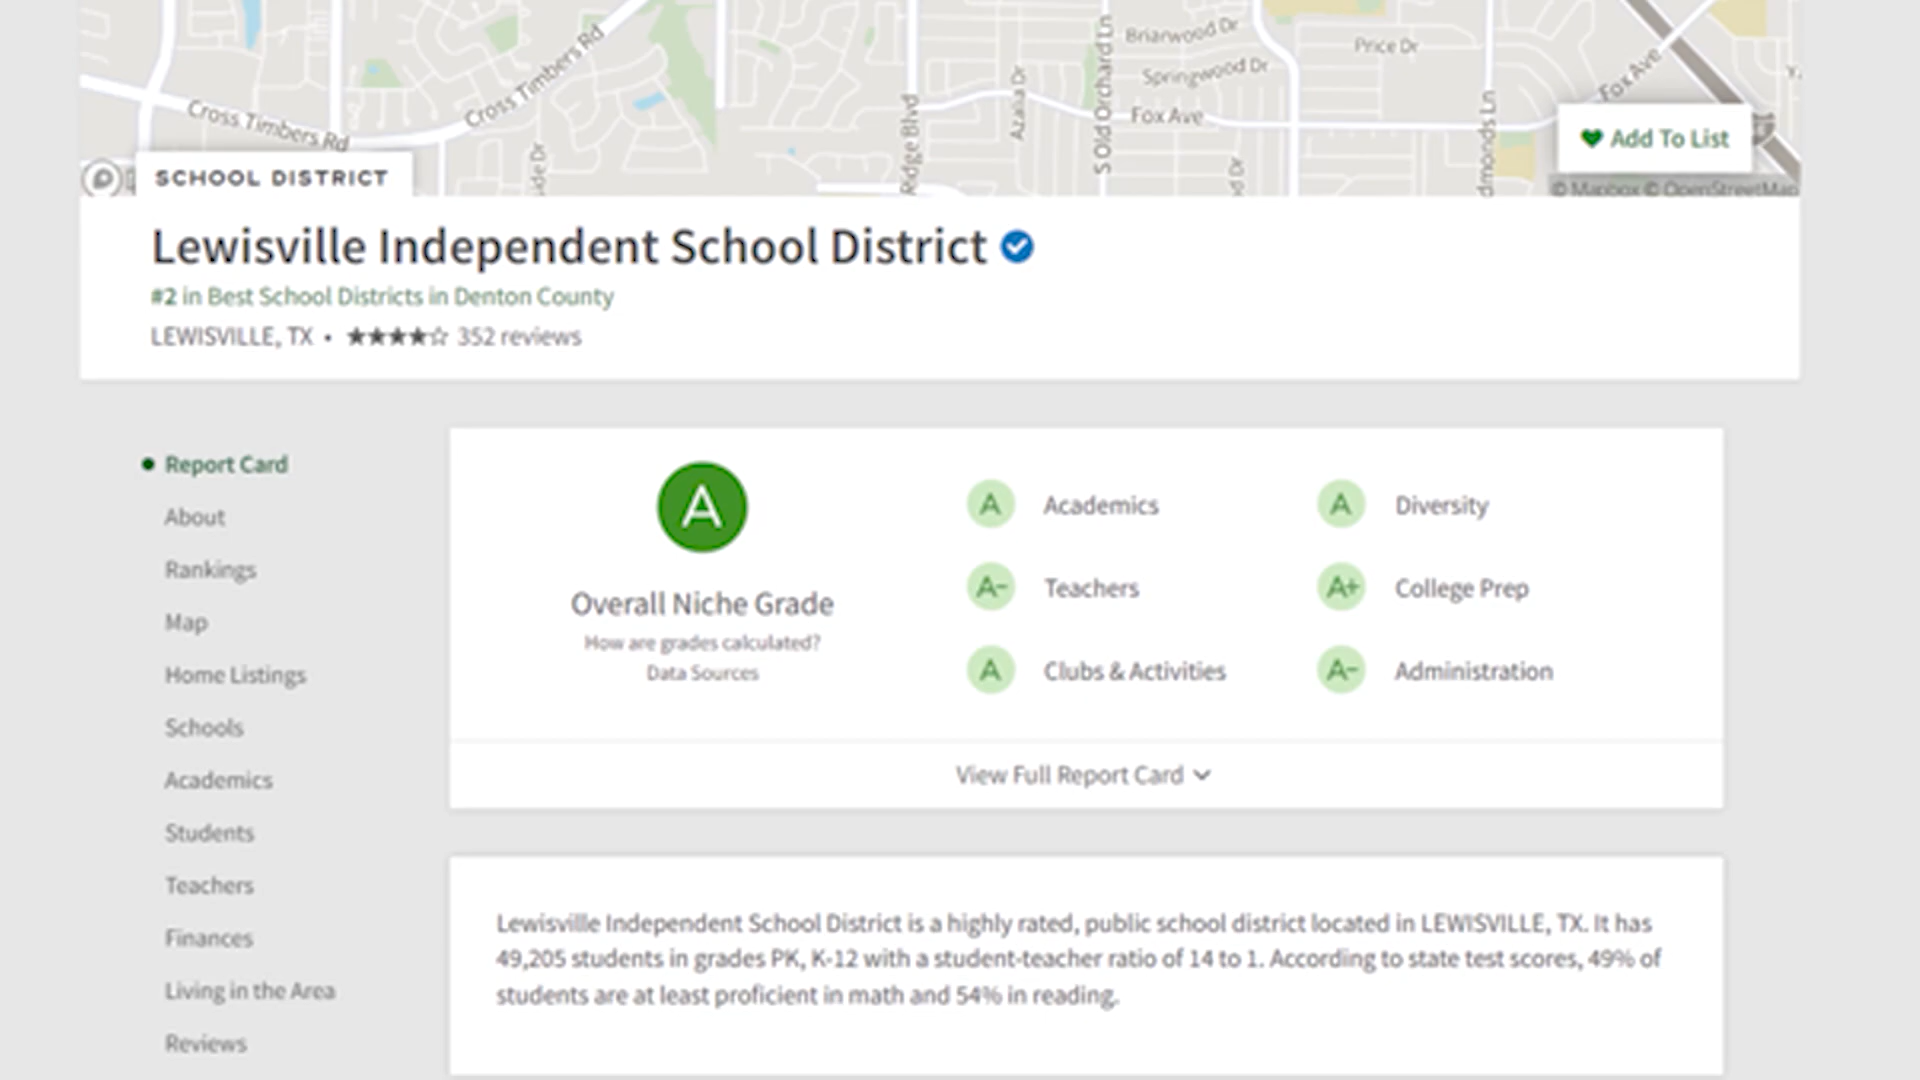 Briarwood Dr
Price Dr
Cross Timbers Rd
Springwood Dr
Fox Ave
Cross Timbers Rd
Azalia Dr
S Old Orchard Ln
Fox Ave
Ridge Blvd
Add To List
SCHOOL DISTRICT
© Mapbox © OpenStreetMap
Lewisville Independent School District
#2 in Best School Districts in Denton County
LEWISVILLE, TX • ★★★★☆ 352 reviews
Report Card
About
Rankings
Map
Home Listings
Schools
Academics
Students
Teachers
Finances
Living in the Area
Reviews
A
Overall Niche Grade
How are grades calculated?
Data Sources
A Academics
A Diversity
A- Teachers
A+ College Prep
A Clubs & Activities
A- Administration
View Full Report Card
Lewisville Independent School District is a highly rated, public school district located in LEWISVILLE, TX. It has
49,205 students in grades PK, K-12 with a student-teacher ratio of 14 to 1. According to state test scores, 49% of
students are at least proficient in math and 54% in reading.